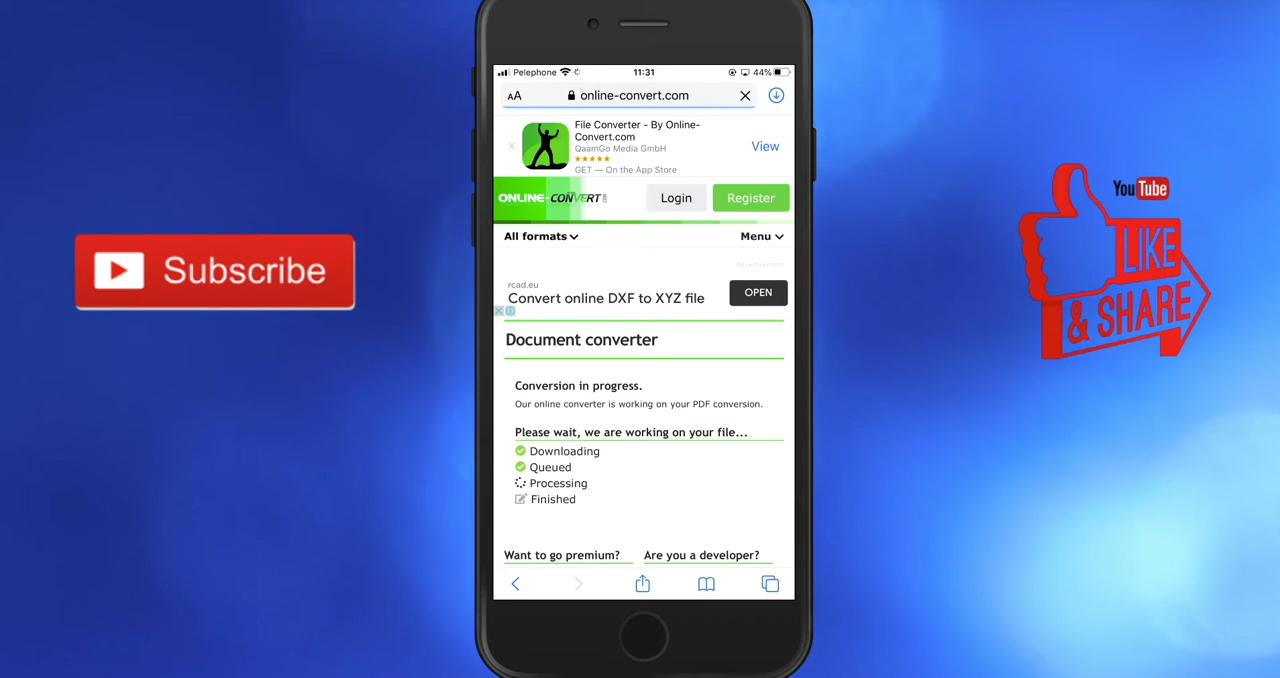 Pelephone
11:31
44%
AA
online-convert.com
File Converter - By Online-
Convert.com
QaamGo Media GmbH
GET — On the App Store
View
ONLINE CONVERT
Login
Register
All formats
Menu
Advertisement
rcad.eu
Convert online DXF to XYZ file
OPEN
Document converter
Conversion in progress.
Our online converter is working on your PDF conversion.
Please wait, we are working on your file...
Downloading
Queued
Processing
Finished
Want to go premium?
Are you a developer?
Subscribe
YouTube
LIKE
& SHARE